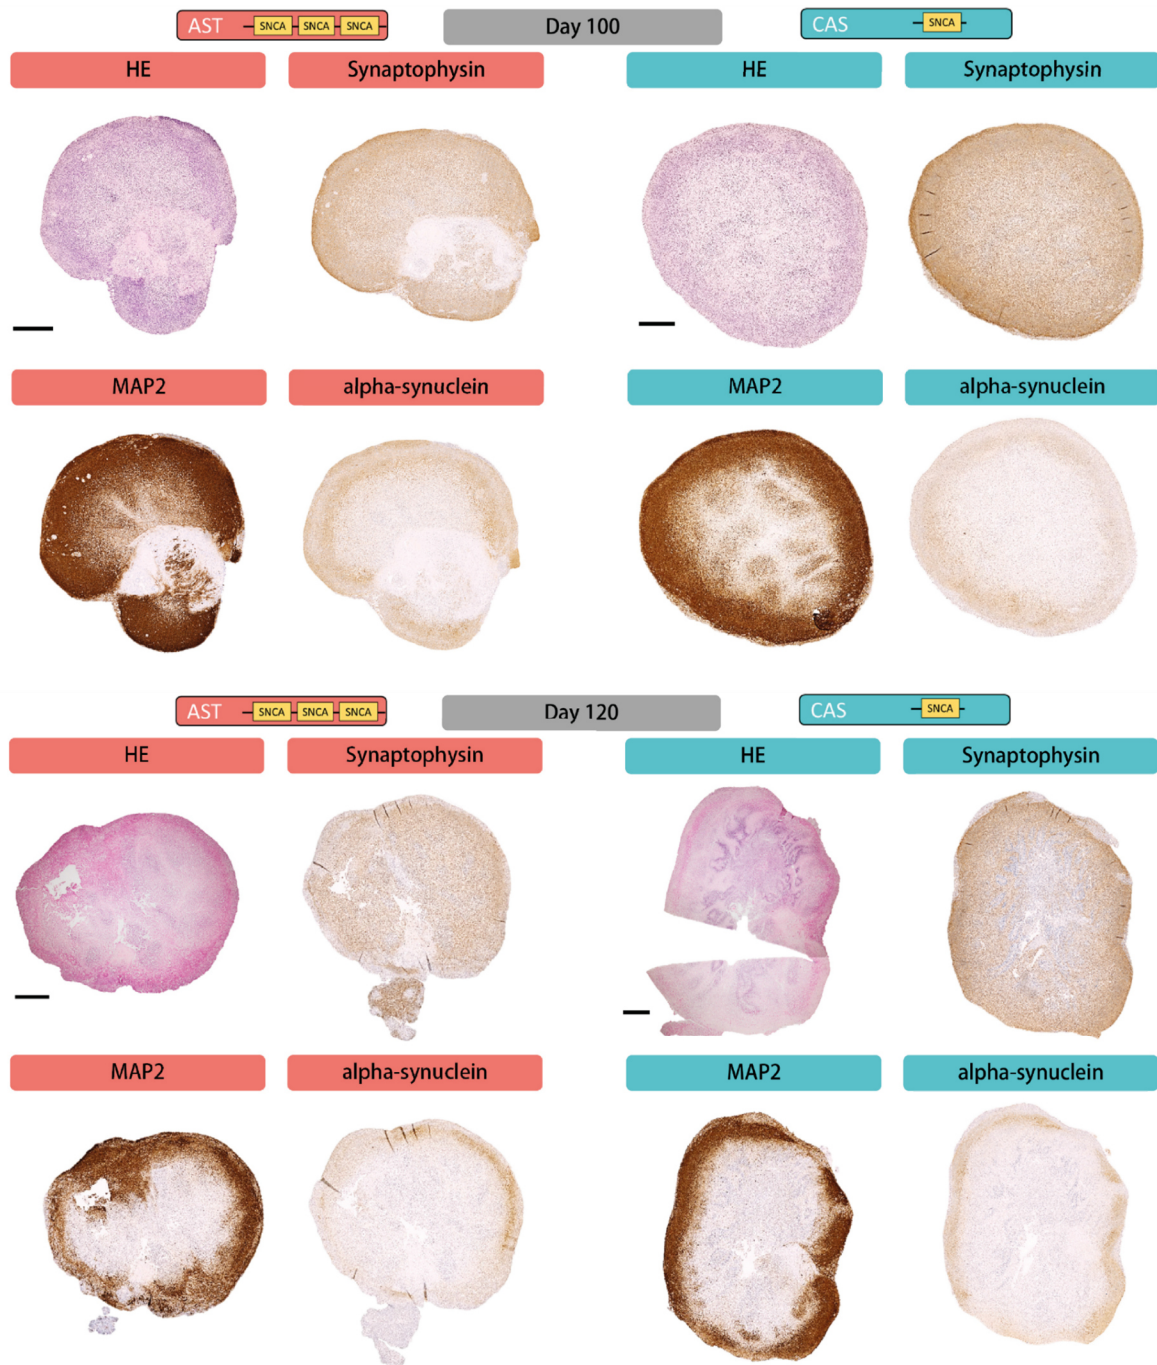 AST SNCA SNCA SNCA Day 100 CAS SNCA
HE Synaptophysin HE Synaptophysin
MAP2 alpha-synuclein MAP2 alpha-synuclein
AST SNCA SNCA SNCA Day 120 CAS SNCA
HE Synaptophysin HE Synaptophysin
MAP2 alpha-synuclein MAP2 alpha-synuclein